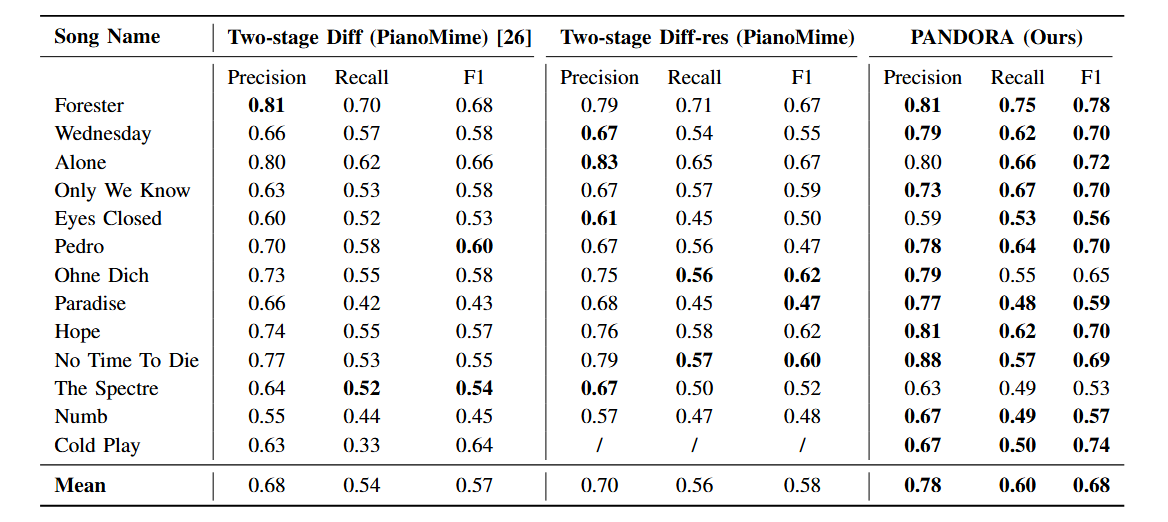 Song Name Two-stage Diff (PianoMime) [26] Two-stage Diff-res (PianoMime) PANDORA (Ours)
Precision Recall F1 Precision Recall F1 Precision Recall F1
Forester 0.81 0.70 0.68 0.79 0.71 0.67 0.81 0.75 0.78
Wednesday 0.66 0.57 0.58 0.67 0.54 0.55 0.79 0.62 0.70
Alone 0.80 0.62 0.66 0.83 0.65 0.67 0.80 0.66 0.72
Only We Know 0.63 0.53 0.58 0.67 0.57 0.59 0.73 0.67 0.70
Eyes Closed 0.60 0.52 0.53 0.61 0.45 0.50 0.59 0.53 0.56
Pedro 0.70 0.58 0.60 0.67 0.56 0.47 0.78 0.64 0.70
Ohne Dich 0.73 0.55 0.58 0.75 0.56 0.62 0.79 0.55 0.65
Paradise 0.66 0.42 0.43 0.68 0.45 0.47 0.77 0.48 0.59
Hope 0.74 0.55 0.57 0.76 0.58 0.62 0.81 0.62 0.70
No Time To Die 0.77 0.53 0.55 0.79 0.57 0.60 0.88 0.57 0.69
The Spectre 0.64 0.52 0.54 0.67 0.50 0.52 0.63 0.49 0.53
Numb 0.55 0.44 0.45 0.57 0.47 0.48 0.67 0.49 0.57
Cold Play 0.63 0.33 0.64 / / / 0.67 0.50 0.74
Mean 0.68 0.54 0.57 0.70 0.56 0.58 0.78 0.60 0.68